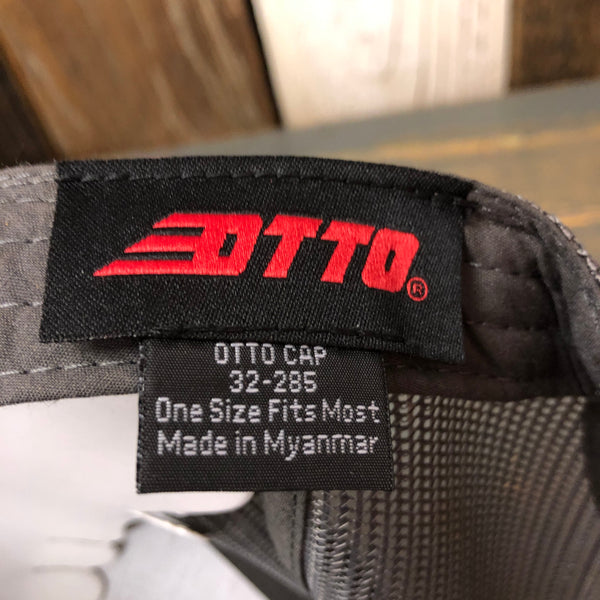 OTTO®
OTTO CAP
32-285
One Size Fits Most
Made in Myanmar